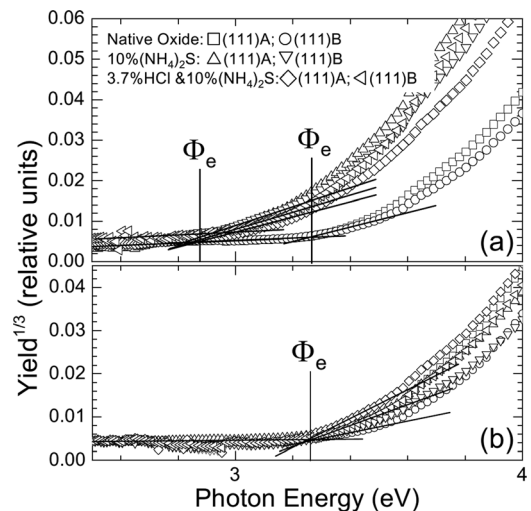 0.06
Native Oxide: □(111)A; ○(111)B
10%(NH₄)₂S: △(111)A; ▽(111)B
3.7%HCl &10%(NH₄)₂S:◇(111)A; ◁(111)B
0.05
0.04
0.03
0.02
0.01
0.00
Φe
Φe
(a)
Yield^1/3 (relative units)
0.04
0.03
0.02
0.01
0.00
Φe
(b)
3
4
Photon Energy (eV)